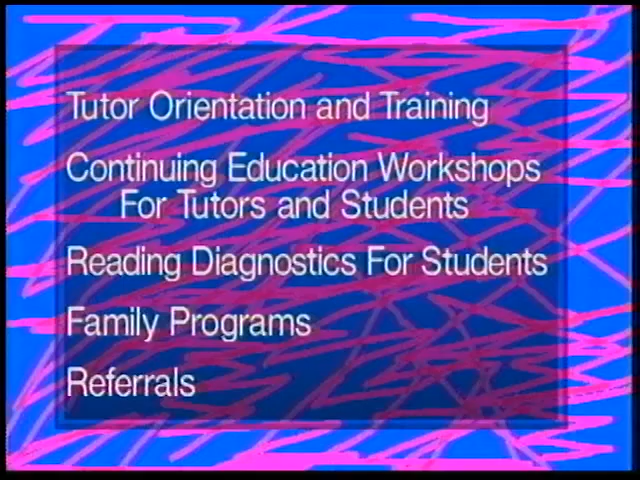 Tutor Orientation and Training
Continuing Education Workshops
For Tutors and Students
Reading Diagnostics For Students
Family Programs
Referrals